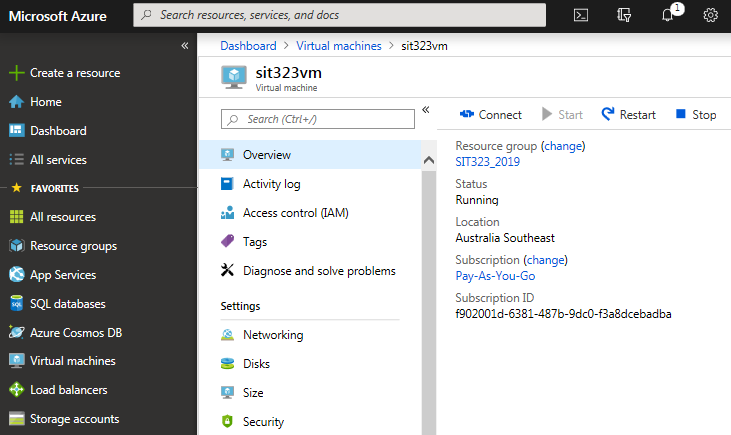 Microsoft Azure
Search resources, services, and docs
1
«
Create a resource
Home
Dashboard
All services
FAVORITES
All resources
Resource groups
App Services
SQL databases
Azure Cosmos DB
Virtual machines
Load balancers
Storage accounts
Dashboard > Virtual machines > sit323vm
sit323vm
Virtual machine
Search (Ctrl+/)
«
Overview
Activity log
Access control (IAM)
Tags
Diagnose and solve problems
Settings
Networking
Disks
Size
Security
Connect Start Restart Stop
Resource group (change)
SIT323_2019
Status
Running
Location
Australia Southeast
Subscription (change)
Pay-As-You-Go
Subscription ID
f902001d-6381-487b-9dc0-f3a8dcebadba